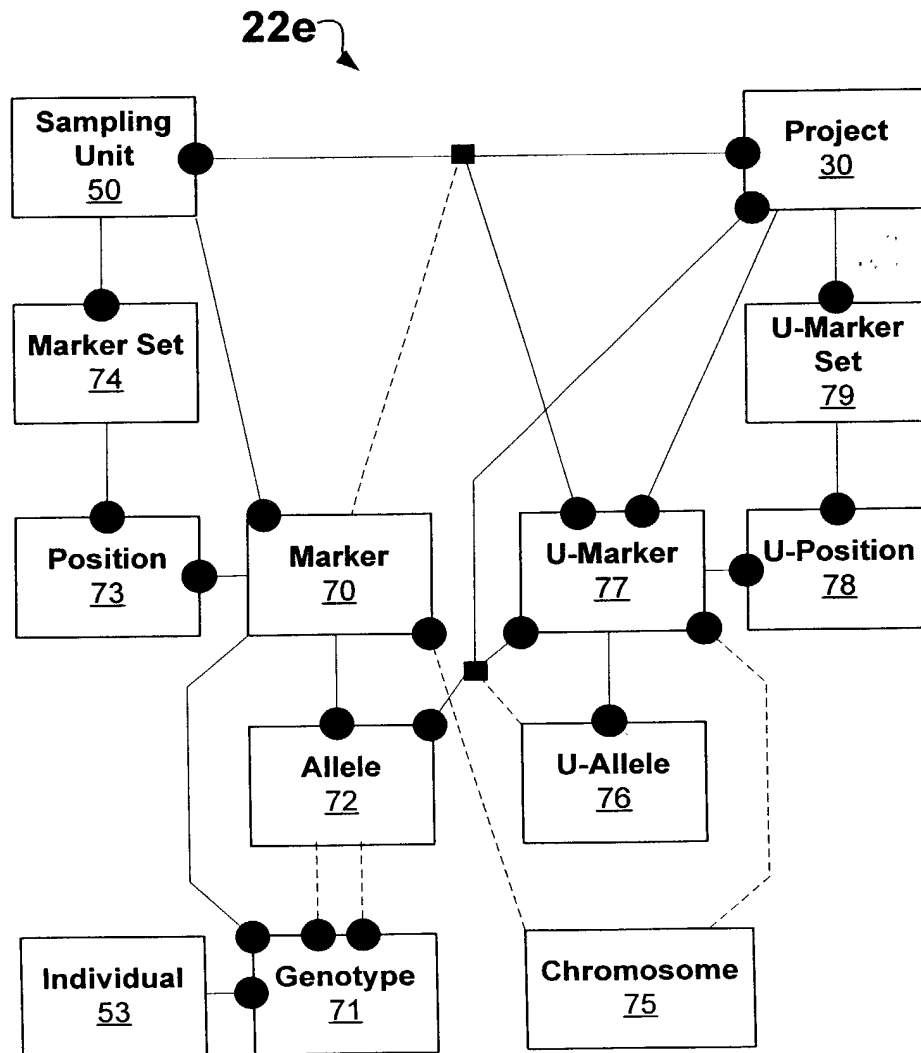 22e
Sampling
Unit
50
Project
30
Marker Set
74
U-Marker
Set
79
Position
73
Marker
70
U-Marker
77
U-Position
78
Allele
72
U-Allele
76
Individual
53
Genotype
71
Chromosome
75